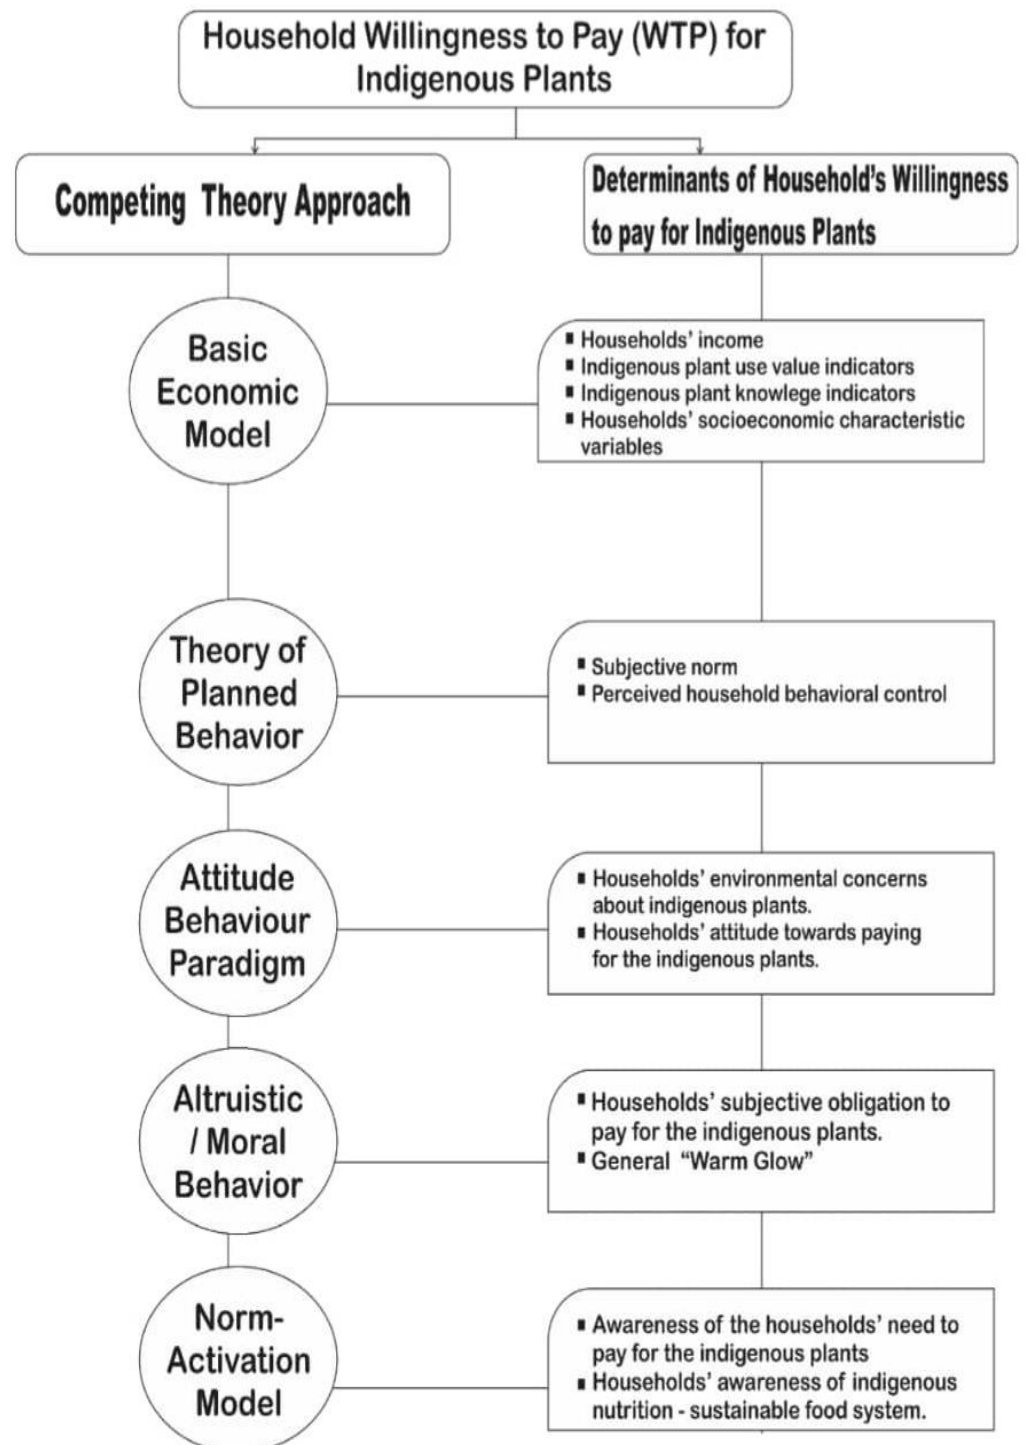 Household Willingness to Pay (WTP) for
Indigenous Plants
Competing Theory Approach
Determinants of Household's Willingness
to pay for Indigenous Plants
Basic
Economic
Model
▪ Households' income
▪ Indigenous plant use value indicators
▪ Indigenous plant knowlege indicators
▪ Households' socioeconomic characteristic
variables
Theory of
Planned
Behavior
▪ Subjective norm
▪ Perceived household behavioral control
Attitude
Behaviour
Paradigm
▪ Households' environmental concerns
about indigenous plants.
▪ Households' attitude towards paying
for the indigenous plants.
Altruistic
/ Moral
Behavior
▪ Households' subjective obligation to
pay for the indigenous plants.
▪ General "Warm Glow"
Norm-
Activation
Model
▪ Awareness of the households' need to
pay for the indigenous plants
▪ Households' awareness of indigenous
nutrition - sustainable food system.